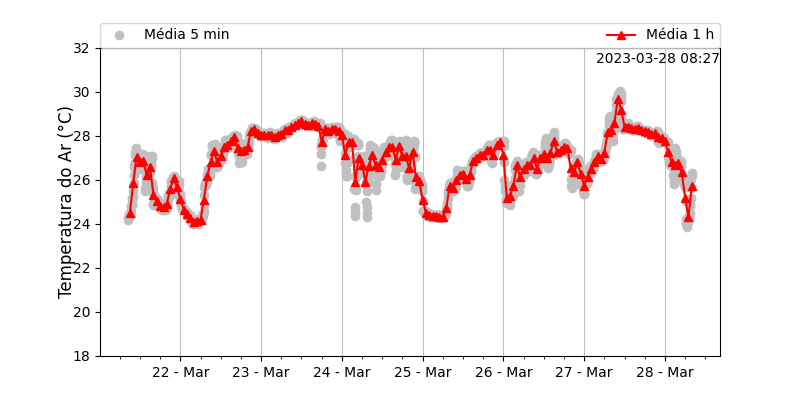 Média 5 min
Média 1 h
2023-03-28 08:27
Temperatura do Ar (°C)
32
30
28
26
24
22
20
18
22 - Mar
23 - Mar
24 - Mar
25 - Mar
26 - Mar
27 - Mar
28 - Mar